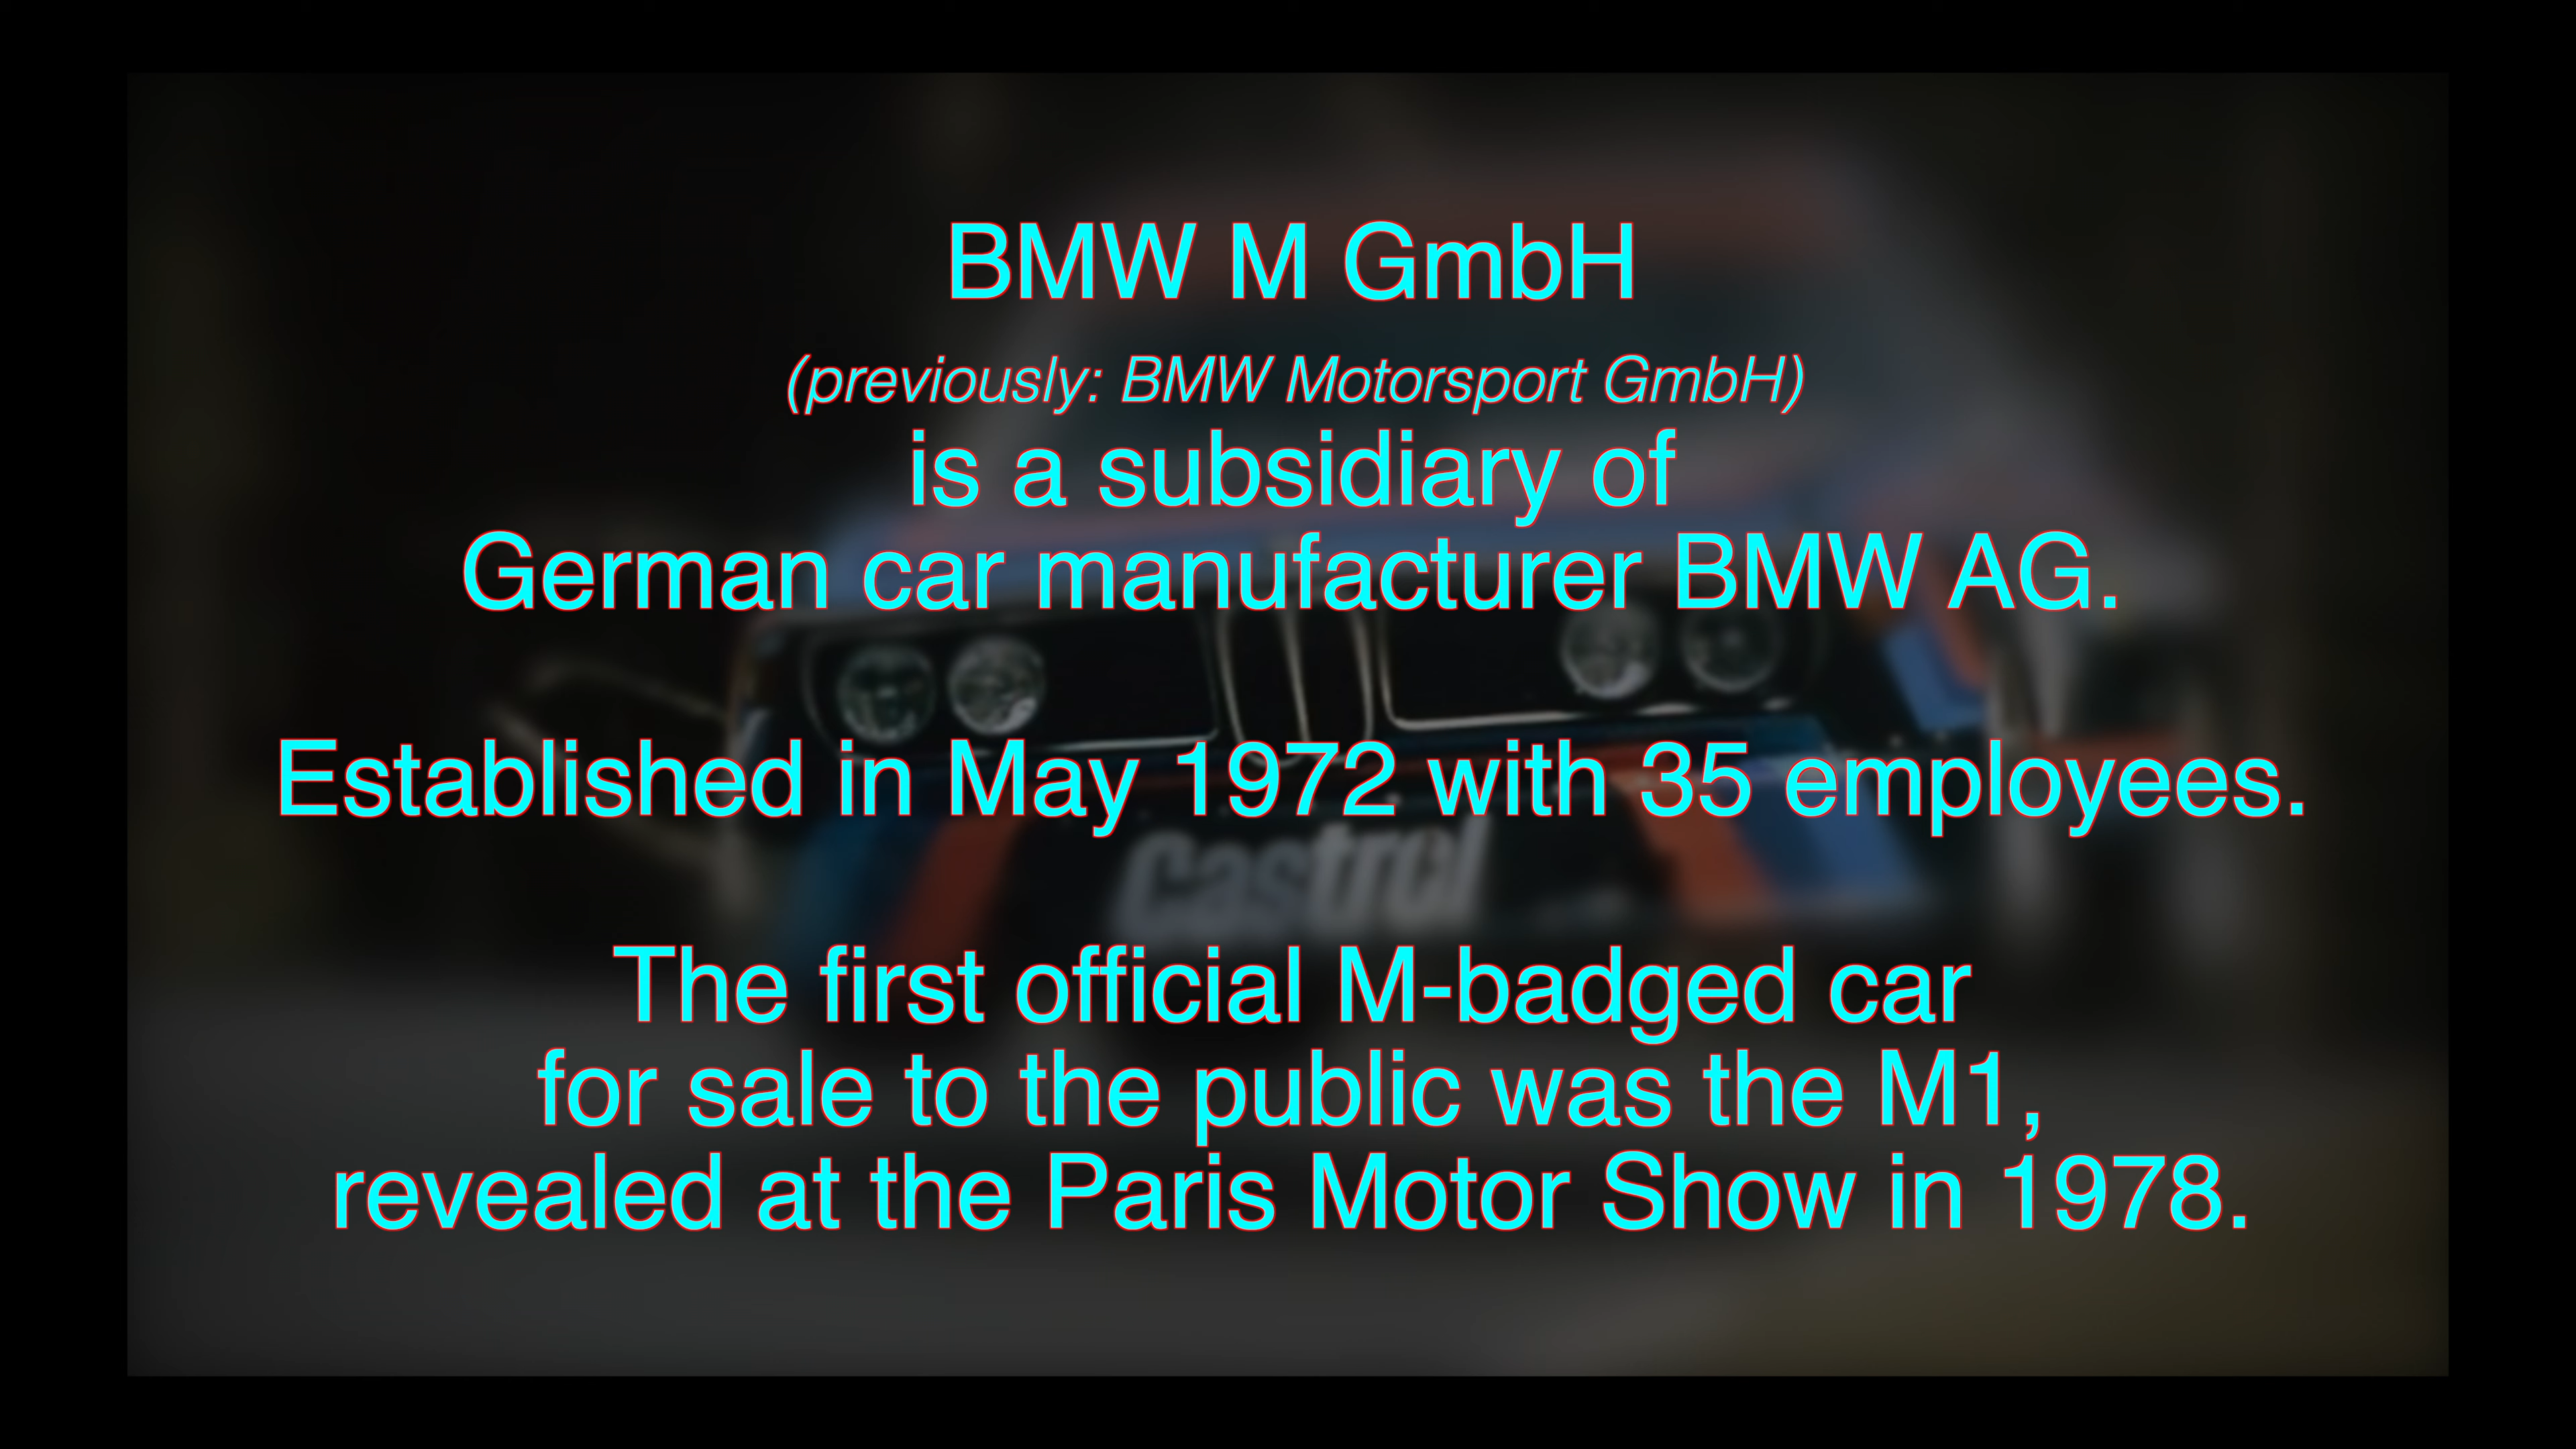 BMW M GmbH
(previously: BMW Motorsport GmbH)
is a subsidiary of
German car manufacturer BMW AG.
Established in May 1972 with 35 employees.
Castrol
The first official M-badged car
for sale to the public was the M1,
revealed at the Paris Motor Show in 1978.